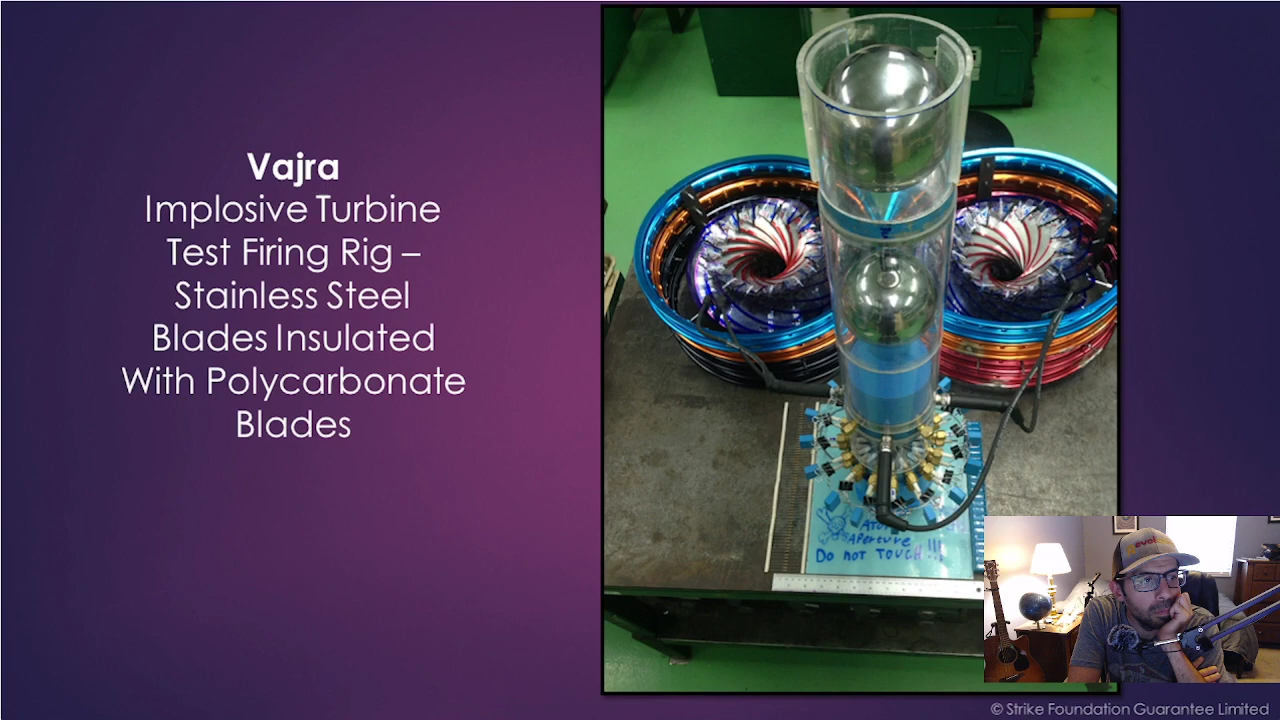 Vajra
Implosive Turbine
Test Firing Rig –
Stainless Steel
Blades Insulated
With Polycarbonate
Blades
Aperture
Do not Touch!!!
© Strike Foundation Guarantee Limited